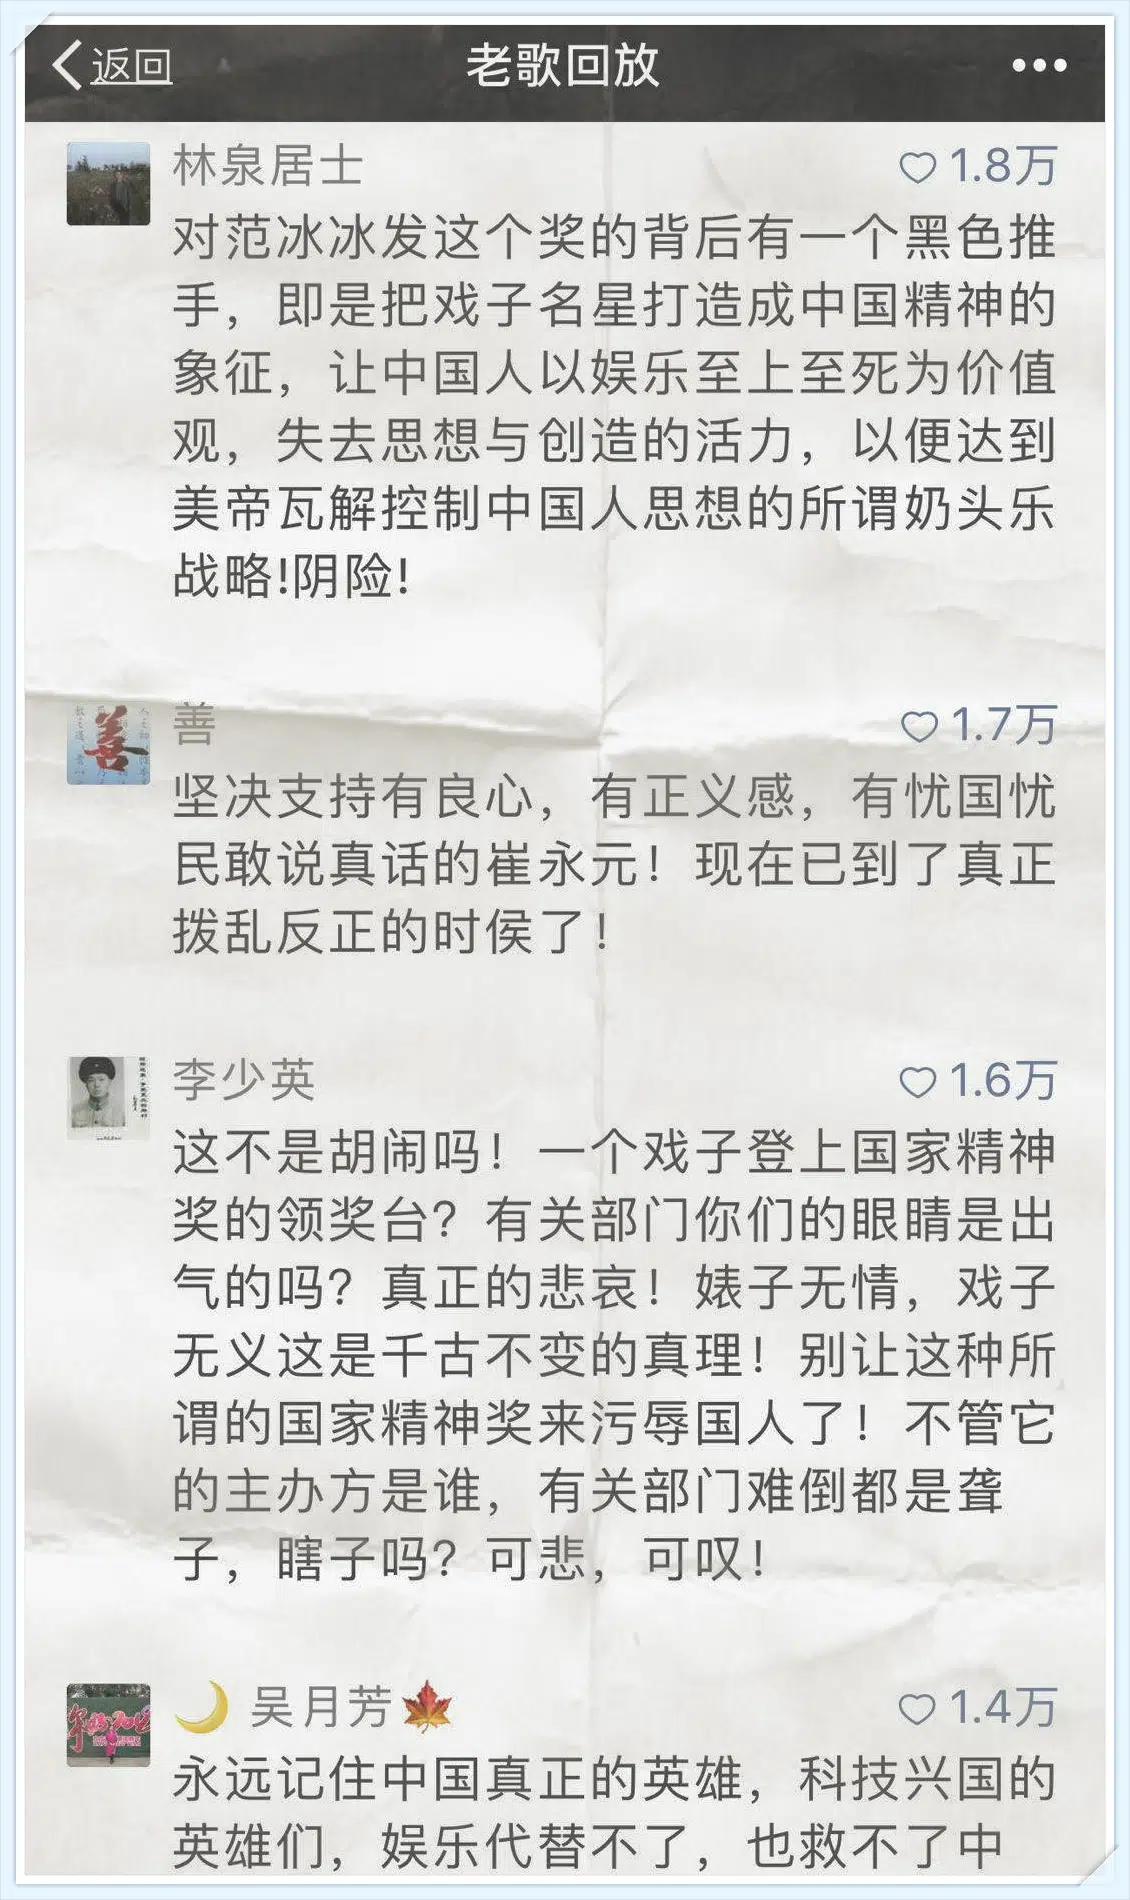 返回
老歌回放
林泉居士
1.8万
对范冰冰发这个奖的背后有一个黑色推
手，即是把戏子名星打造成中国精神的
象征，让中国人以娱乐至上至死为价值
观，失去思想与创造的活力，以便达到
美帝瓦解控制中国人思想的所谓奶头乐
战略!阴险!
善
善
1.7万
坚决支持有良心，有正义感，有忧国忧
民敢说真话的崔永元！现在已到了真正
拨乱反正的时侯了！
李少英
1.6万
这不是胡闹吗！一个戏子登上国家精神
奖的领奖台？有关部门你们的眼睛是出
气的吗？真正的悲哀！婊子无情，戏子
无义这是千古不变的真理！别让这种所
谓的国家精神奖来污辱国人了！不管它
的主办方是谁，有关部门难倒都是聋
子，瞎子吗？可悲，可叹！
吴月芳
1.4万
永远记住中国真正的英雄，科技兴国的
英雄们，娱乐代替不了，也救不了中